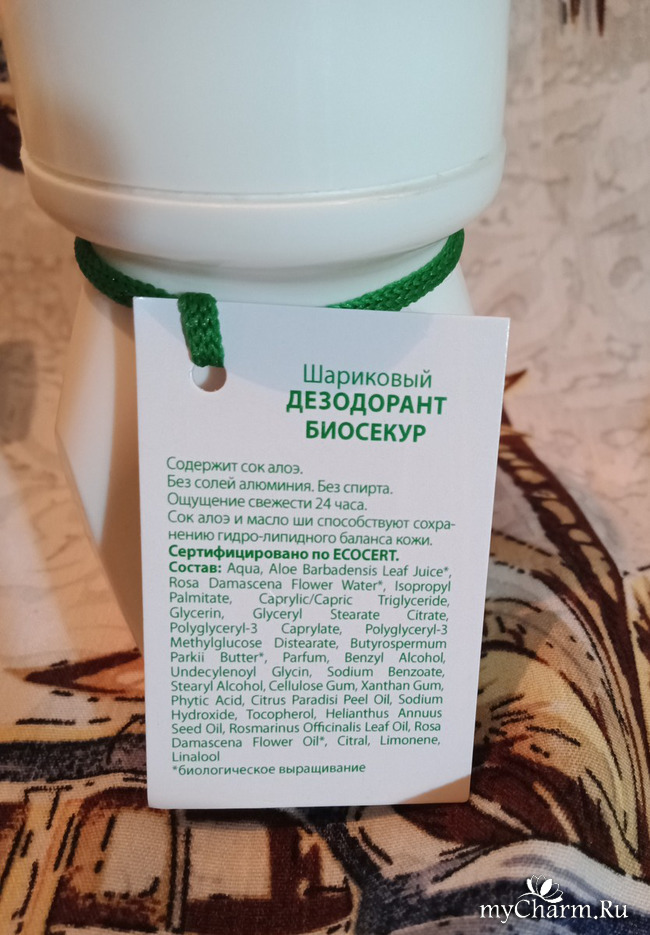 Шариковый
ДЕЗОДОРАНТ
БИОСЕКУР
Содержит сок алоэ.
Без солей алюминия. Без спирта.
Ощущение свежести 24 часа.
Сок алоэ и масло ши способствуют сохра-
нению гидро-липидного баланса кожи.
Сертифицировано по ECOCERT.
Состав: Aqua, Aloe Barbadensis Leaf Juice*,
Rosa Damascena Flower Water*, Isopropyl
Palmitate, Caprylic/Capric Triglyceride,
Glycerin, Glyceryl Stearate Citrate,
Polyglyceryl-3 Caprylate, Polyglyceryl-3
Methylglucose Distearate, Butyrospermum
Parkii Butter*, Parfum, Benzyl Alcohol,
Undecylenoyl Glycin, Sodium Benzoate,
Stearyl Alcohol, Cellulose Gum, Xanthan Gum,
Phytic Acid, Citrus Paradisi Peel Oil, Sodium
Hydroxide, Tocopherol, Helianthus Annuus
Seed Oil, Rosmarinus Officinalis Leaf Oil, Rosa
Damascena Flower Oil*, Citral, Limonene,
Linalool
*биологическое выращивание
myCharm.Ru